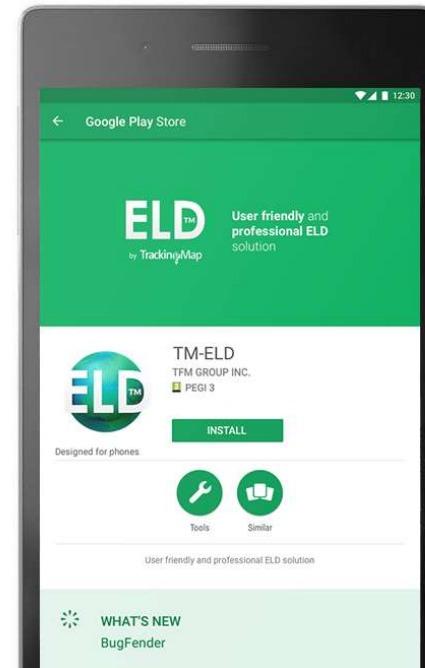 12:30
Google Play Store
ELD TM
by TrackingMap
User friendly and
professional ELD
solution
ELD TM
TM-ELD
TFM GROUP INC.
3 PEGI 3
INSTALL
Designed for phones
Tools
Similar
User friendly and professional ELD solution
WHAT'S NEW
BugFender